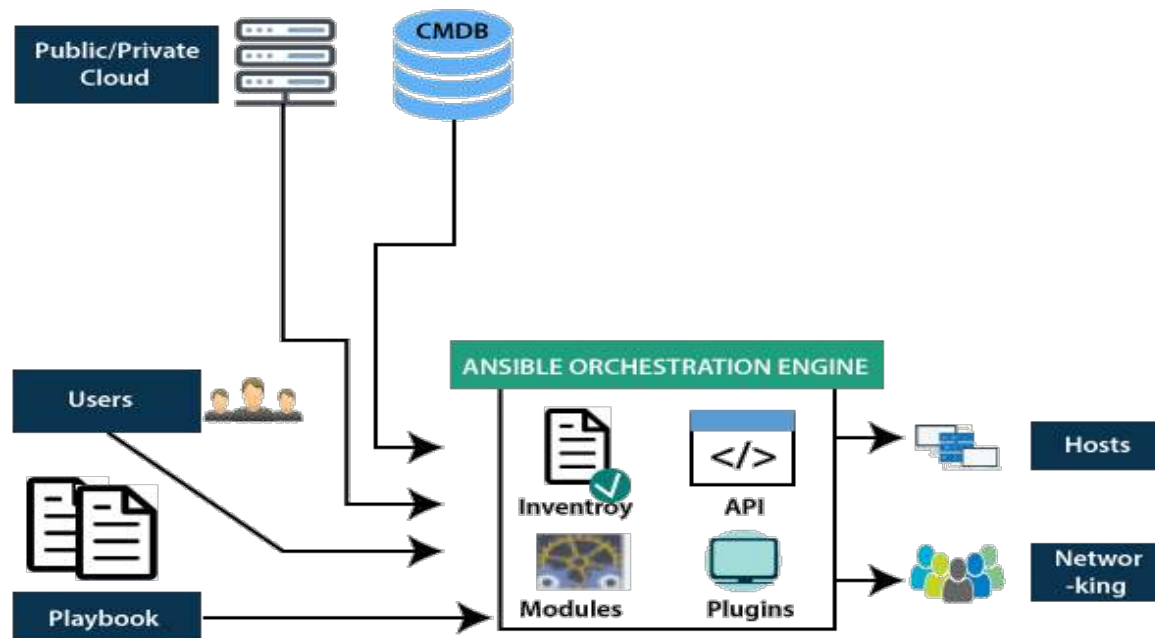 Public/Private
Cloud
CMDB
ANSIBLE ORCHESTRATION ENGINE
Users
</>
Hosts
Inventroy
API
Networ
-king
Modules
Plugins
Playbook